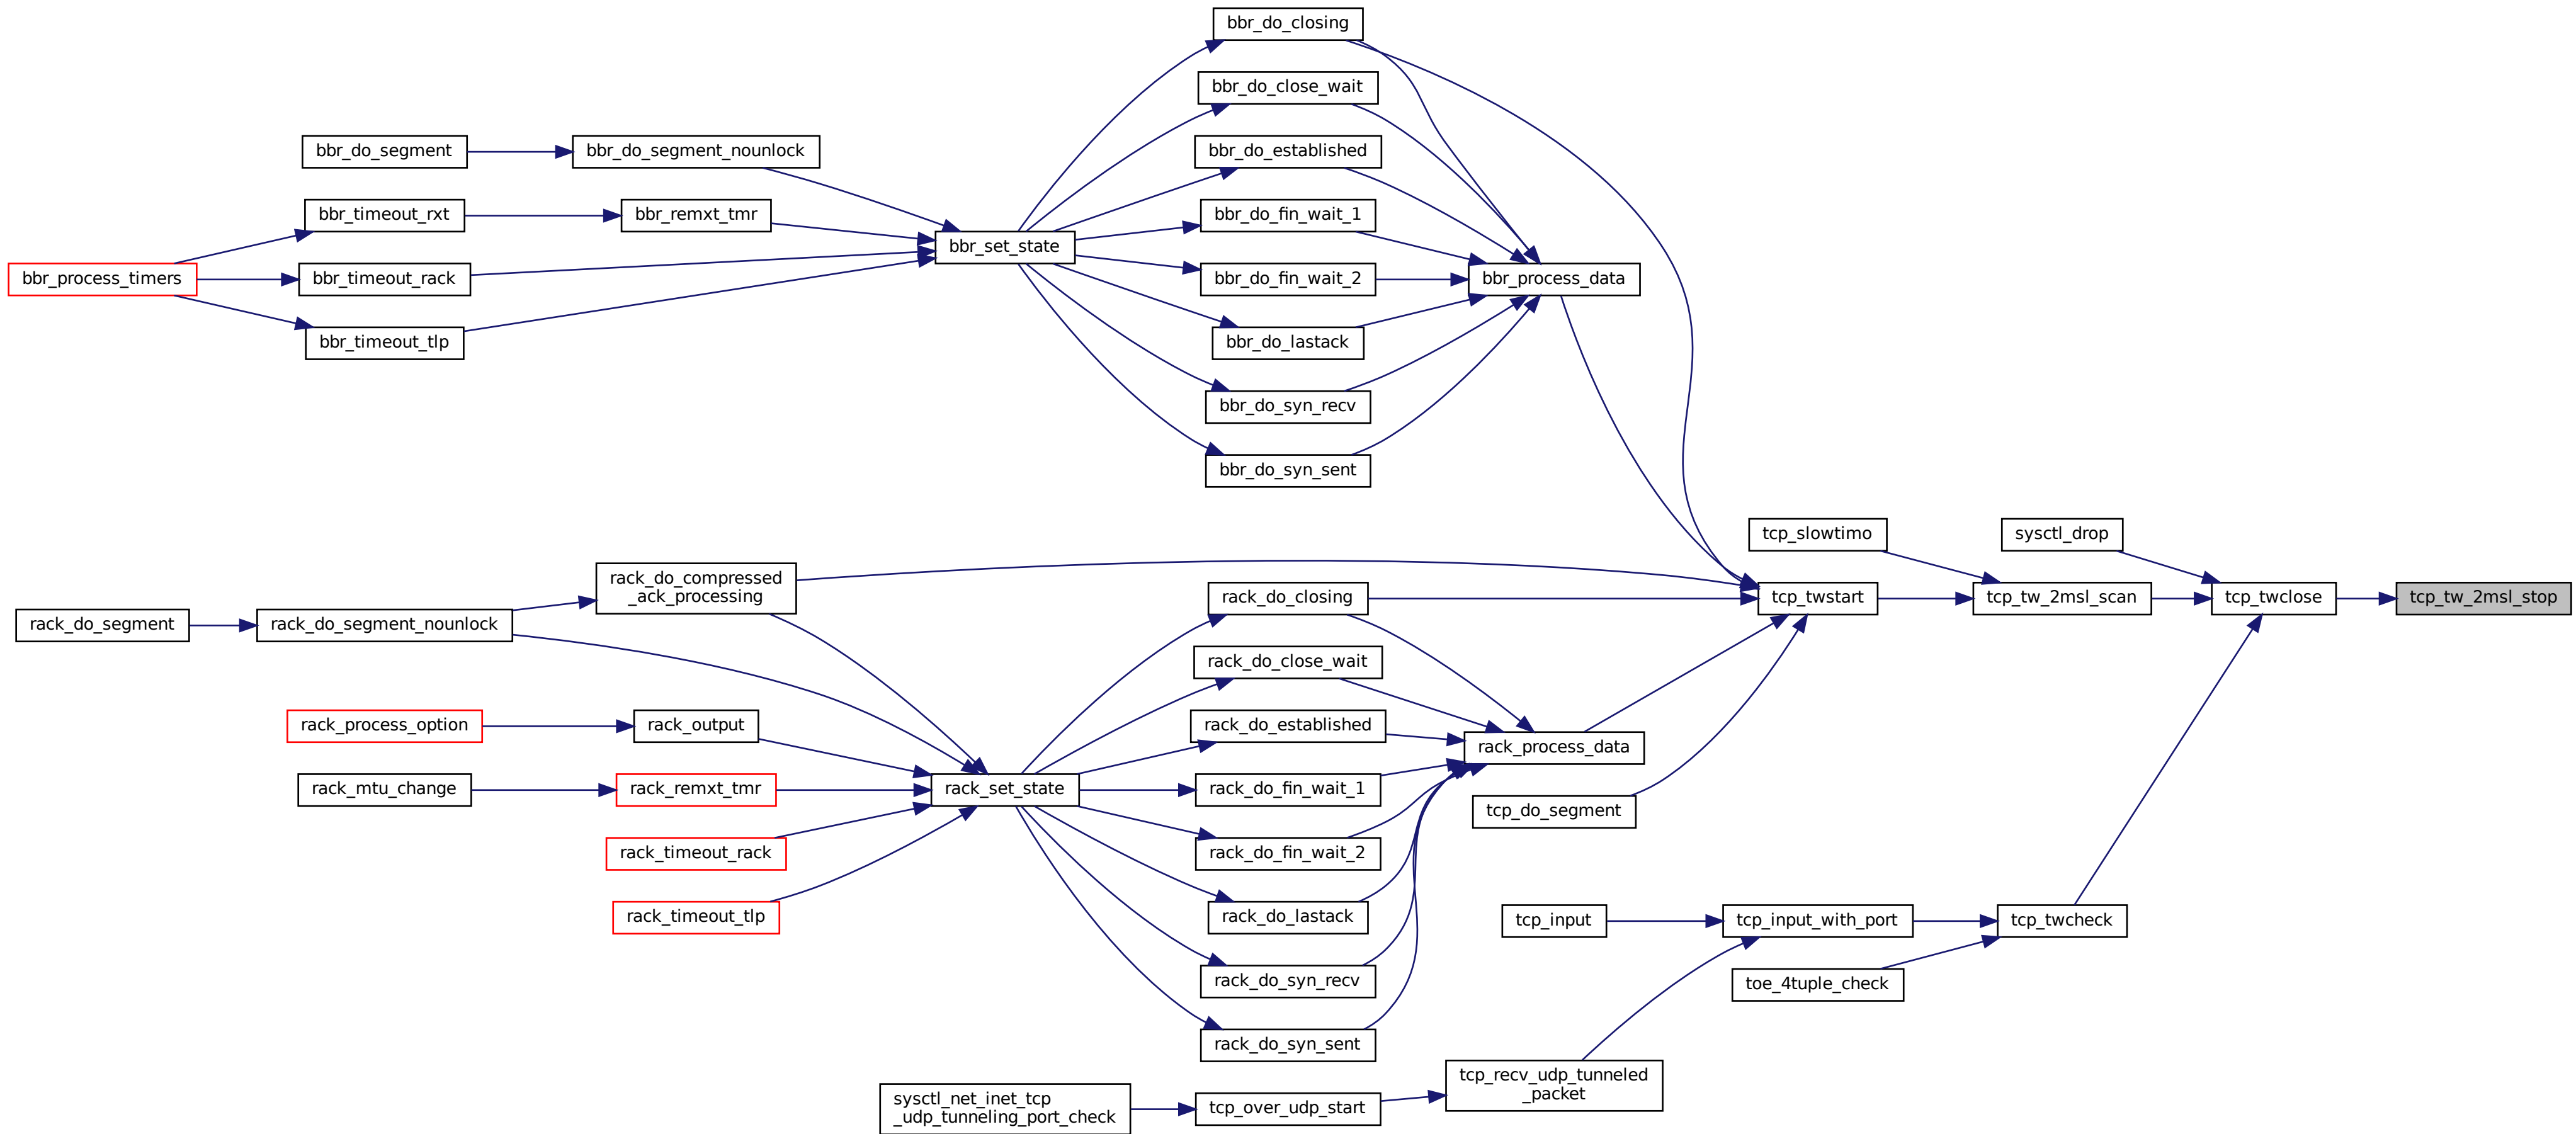 bbr_do_closing
bbr_do_close_wait
bbr_do_segment
bbr_do_segment_nounlock
bbr_do_established
bbr_timeout_rxt
bbr_remxt_tmr
bbr_do_fin_wait_1
bbr_set_state
bbr_process_timers
bbr_timeout_rack
bbr_do_fin_wait_2
bbr_process_data
bbr_timeout_tlp
bbr_do_lastack
bbr_do_syn_recv
bbr_do_syn_sent
tcp_slowtimo
sysctl_drop
rack_do_compressed
_ack_processing
rack_do_closing
tcp_twstart
tcp_tw_2msl_scan
tcp_twclose
tcp_tw_2msl_stop
rack_do_segment
rack_do_segment_nounlock
rack_do_close_wait
rack_process_option
rack_output
rack_do_established
rack_process_data
rack_mtu_change
rack_remxt_tmr
rack_set_state
rack_do_fin_wait_1
tcp_do_segment
rack_timeout_rack
rack_do_fin_wait_2
rack_timeout_tlp
rack_do_lastack
tcp_input
tcp_input_with_port
tcp_twcheck
rack_do_syn_recv
toe_4tuple_check
rack_do_syn_sent
tcp_recv_udp_tunneled
_packet
sysctl_net_inet_tcp
_udp_tunneling_port_check
tcp_over_udp_start